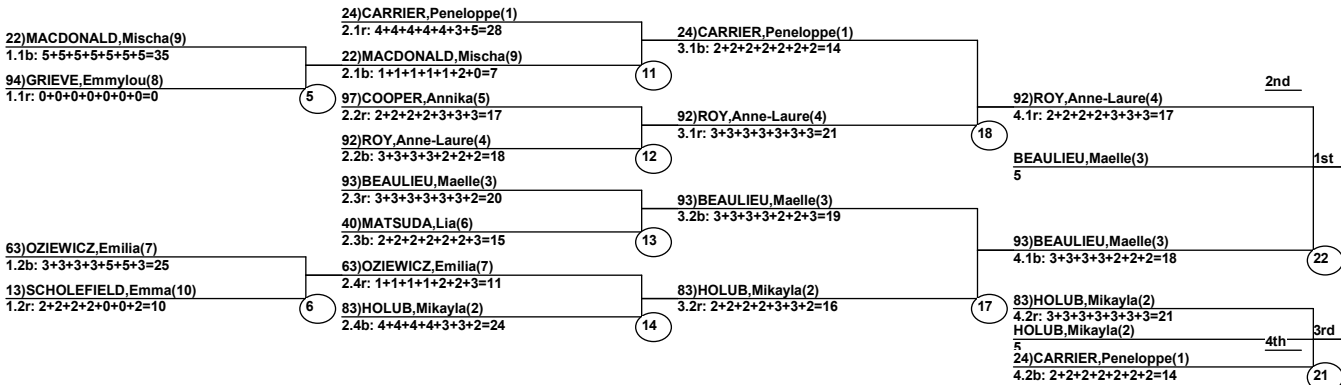 22)MACDONALD,Mischa(9)
1.1b: 5+5+5+5+5+5+5=35
94)GRIEVE,Emmylou(8)
1.1r: 0+0+0+0+0+0+0=0
5
63)OZIEWICZ,Emilia(7)
1.2b: 3+3+3+3+5+5+3=25
13)SCHOLEFIELD,Emma(10)
1.2r: 2+2+2+2+0+0+2=10
6
24)CARRIER,Peneloppe(1)
2.1r: 4+4+4+4+4+3+5=28
22)MACDONALD,Mischa(9)
2.1b: 1+1+1+1+1+2+0=7
11
97)COOPER,Annika(5)
2.2r: 2+2+2+2+3+3+3=17
92)ROY,Anne-Laure(4)
2.2b: 3+3+3+3+2+2+2=18
12
93)BEAULIEU,Maelle(3)
2.3r: 3+3+3+3+3+3+2=20
40)MATSUDA,Lia(6)
2.3b: 2+2+2+2+2+2+3=15
13
63)OZIEWICZ,Emilia(7)
2.4r: 1+1+1+1+2+2+3=11
83)HOLUB,Mikayla(2)
2.4b: 4+4+4+4+3+3+2=24
14
24)CARRIER,Peneloppe(1)
3.1b: 2+2+2+2+2+2+2=14
92)ROY,Anne-Laure(4)
3.1r: 3+3+3+3+3+3+3=21
18
93)BEAULIEU,Maelle(3)
3.2b: 3+3+3+3+2+2+3=19
83)HOLUB,Mikayla(2)
3.2r: 2+2+2+2+3+3+2=16
17
2nd
92)ROY,Anne-Laure(4)
4.1r: 2+2+2+2+3+3+3=17
BEAULIEU,Maelle(3)
1st
5
93)BEAULIEU,Maelle(3)
4.1b: 3+3+3+3+2+2+2=18
22
83)HOLUB,Mikayla(2)
4.2r: 3+3+3+3+3+3+3=21
HOLUB,Mikayla(2)
3rd
5
4th
24)CARRIER,Peneloppe(1)
4.2b: 2+2+2+2+2+2+2=14
21